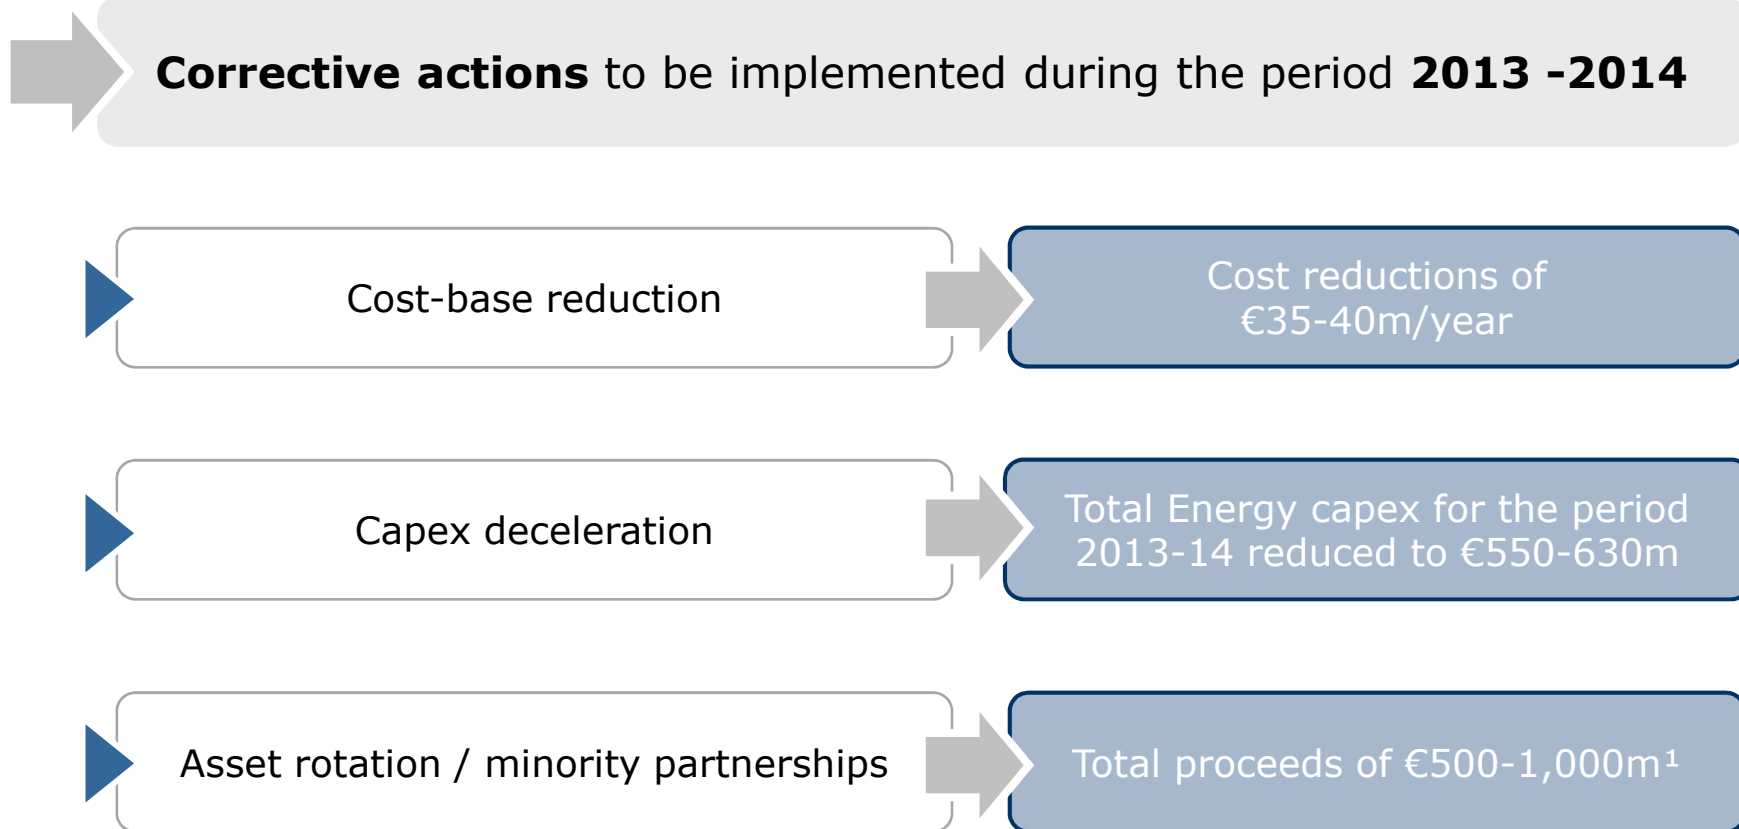 Corrective actions to be implemented during the period 2013 -2014
Cost-base reduction
Cost reductions of
€35-40m/year
Capex deceleration
Total Energy capex for the period
2013-14 reduced to €550-630m
Asset rotation / minority partnerships
Total proceeds of €500-1,000m¹